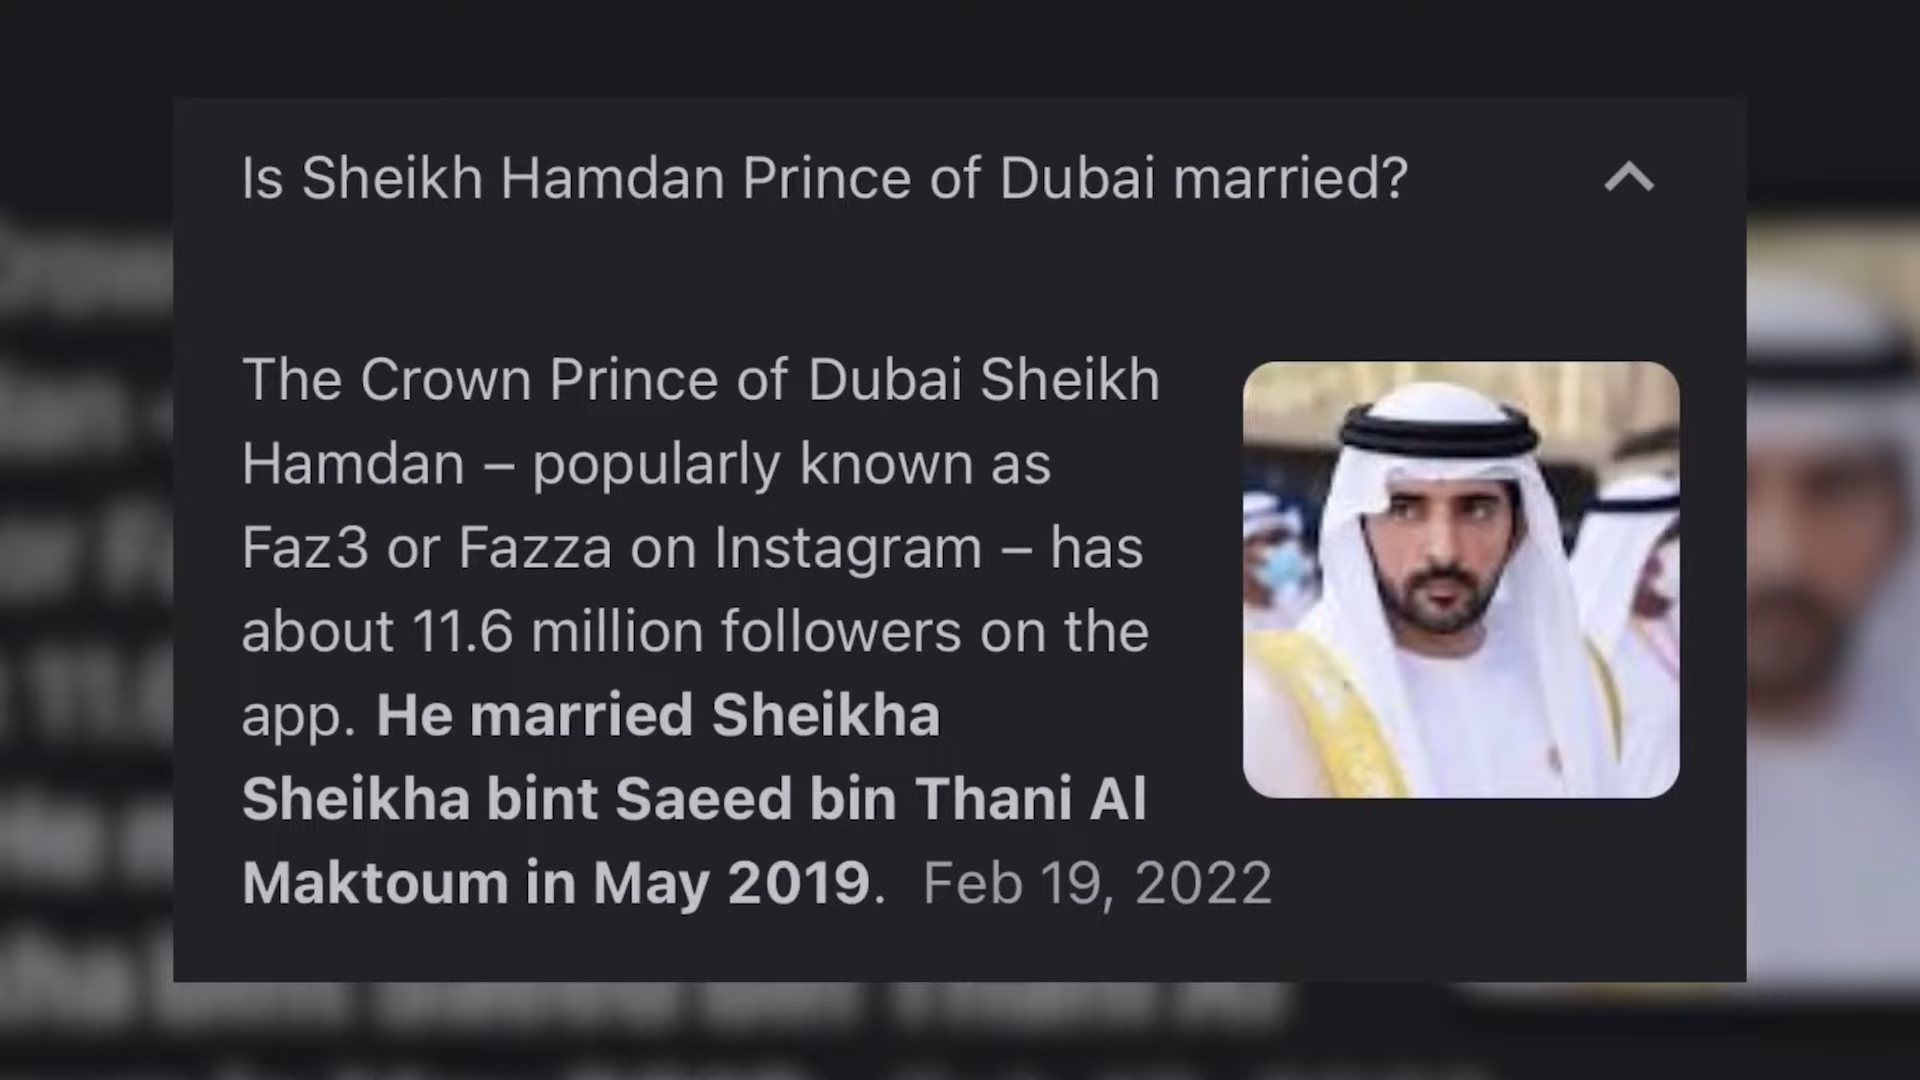 Is Sheikh Hamdan Prince of Dubai married?
The Crown Prince of Dubai Sheikh
Hamdan – popularly known as
Faz3 or Fazza on Instagram – has
about 11.6 million followers on the
app. He married Sheikha
Sheikha bint Saeed bin Thani Al
Maktoum in May 2019. Feb 19, 2022